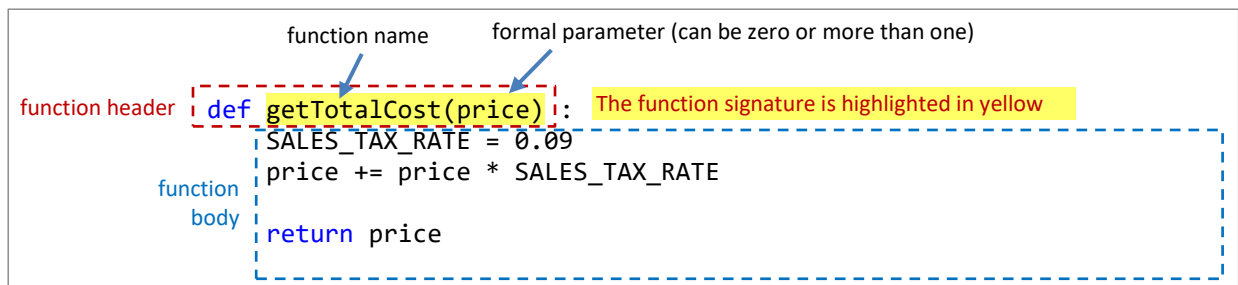 function name
formal parameter (can be zero or more than one)
function header
def getTotalCost(price) :
The function signature is highlighted in yellow
SALES_TAX_RATE = 0.09
price += price * SALES_TAX_RATE
function
body
return price